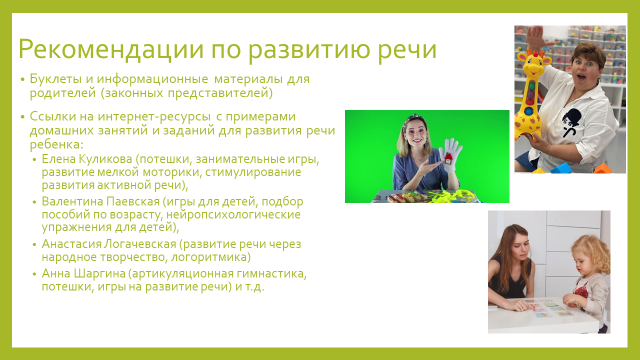 Рекомендации по развитию речи
• Буклеты и информационные материалы для
родителей (законных представителей)
• Ссылки на интернет-ресурсы с примерами
домашних занятий и заданий для развития речи
ребенка:
• Елена Куликова (потешки, занимательные игры,
развитие мелкой моторики, стимулирование
развития активной речи),
• Валентина Паевская (игры для детей, подбор
пособий по возрасту, нейропсихологические
упражнения для детей),
• Анастасия Логачевская (развитие речи через
народное творчество, логоритмика)
• Анна Шаргина (артикуляционная гимнастика,
потешки, игры на развитие речи) и т.д.